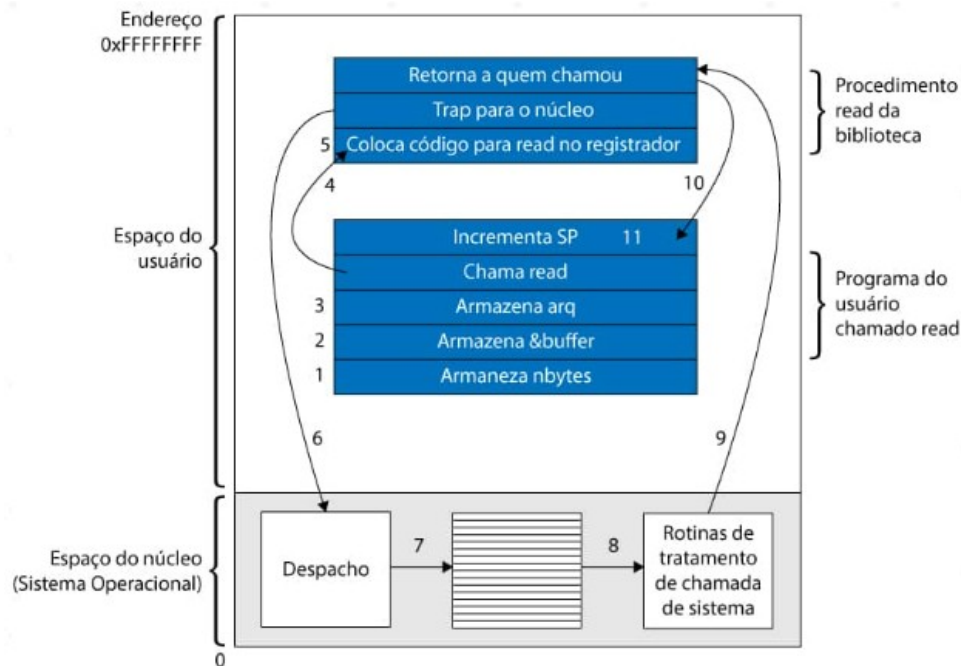 Endereço
0xFFFFFFFF
Retorna a quem chamou
Trap para o núcleo
5 Coloca código para read no registrador
4
10
Procedimento
read da
biblioteca
Espaço do
usuário
Incrementa SP 11
Chama read
3 Armazena arq
2 Armazena &buffer
1 Armaneza nbytes
Programa do
usuário
chamado read
6
9
Espaço do núcleo
(Sistema Operacional)
Despacho
7
8
Rotinas de
tratamento
de chamada
de sistema
0